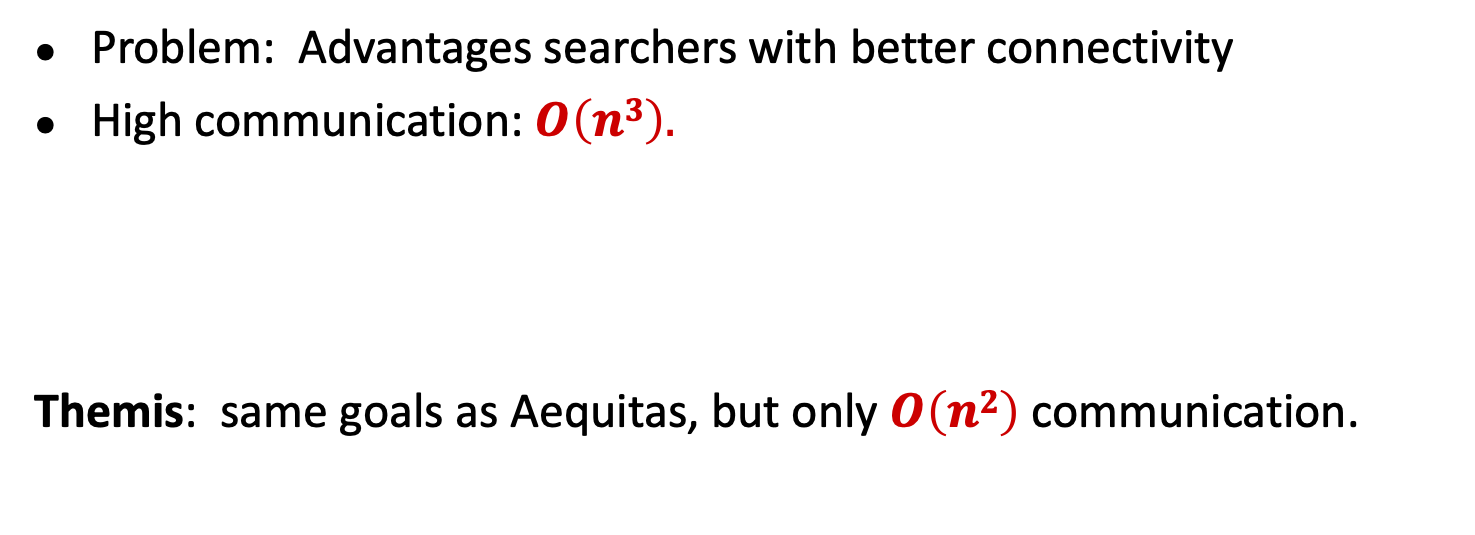 • Problem: Advantages searchers with better connectivity
• High communication: O(n³).
Themis: same goals as Aequitas, but only O(n²) communication.